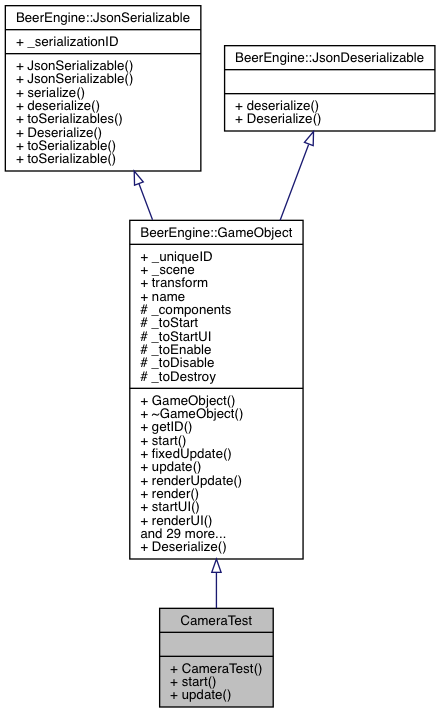 BeerEngine::JsonSerializable
+ _serializationID
+ JsonSerializable()
+ JsonSerializable()
+ serialize()
+ deserialize()
+ toSerializables()
+ Deserialize()
+ toSerializable()
+ toSerializable()
BeerEngine::JsonDeserializable
+ deserialize()
+ Deserialize()
BeerEngine::GameObject
+ _uniqueID
+ _scene
+ transform
+ name
# _components
# _toStart
# _toStartUI
# _toEnable
# _toDisable
# _toDestroy
+ GameObject()
+ ~GameObject()
+ getID()
+ start()
+ fixedUpdate()
+ update()
+ renderUpdate()
+ render()
+ startUI()
+ renderUI()
and 29 more...
+ Deserialize()
CameraTest
+ CameraTest()
+ start()
+ update()